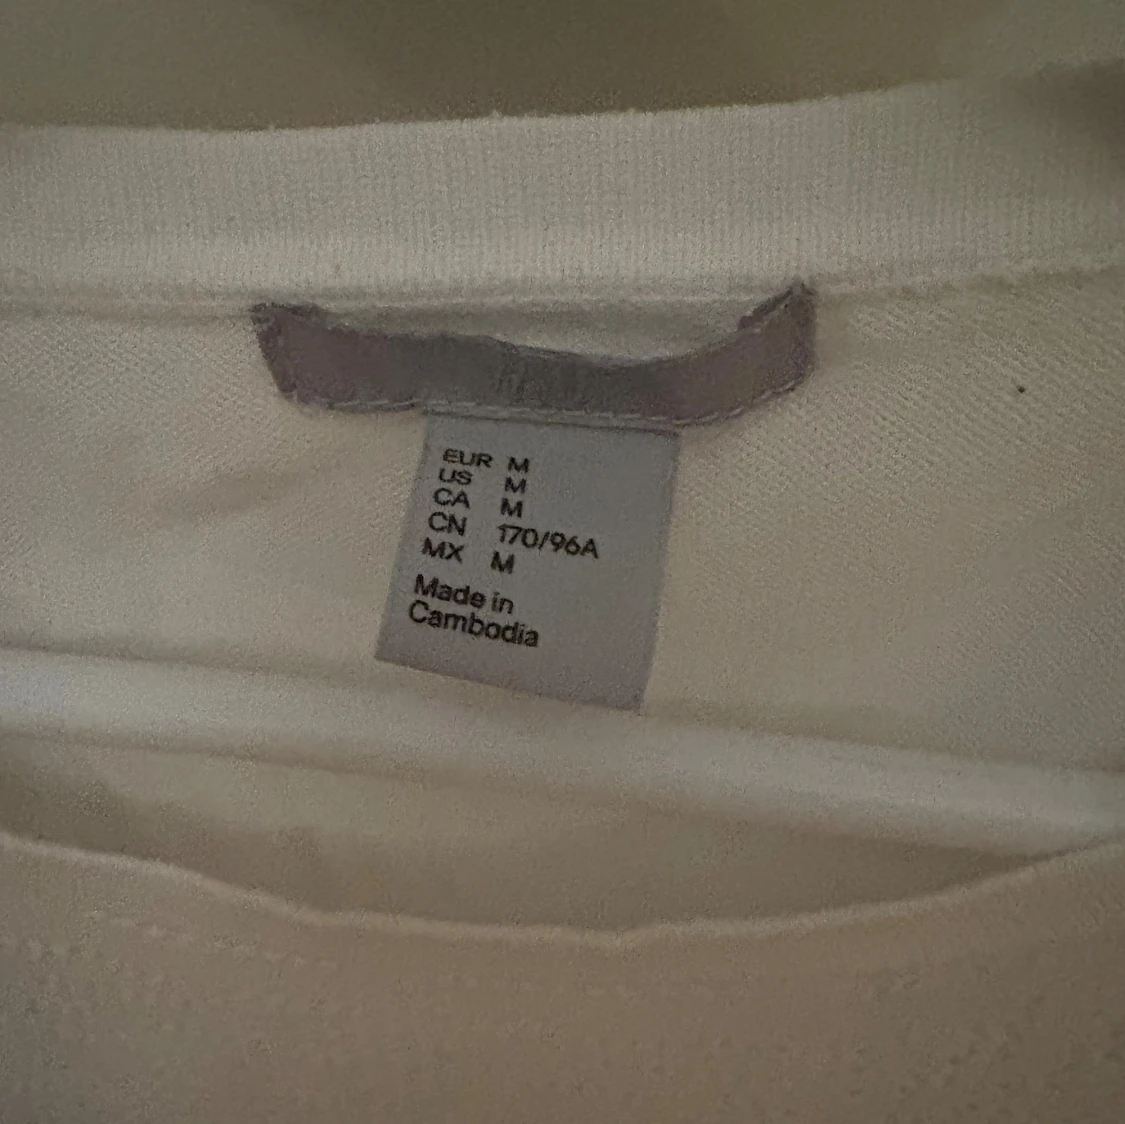 EUR M
US M
CA M
CN 170/96A
MX M
Made in
Cambodia